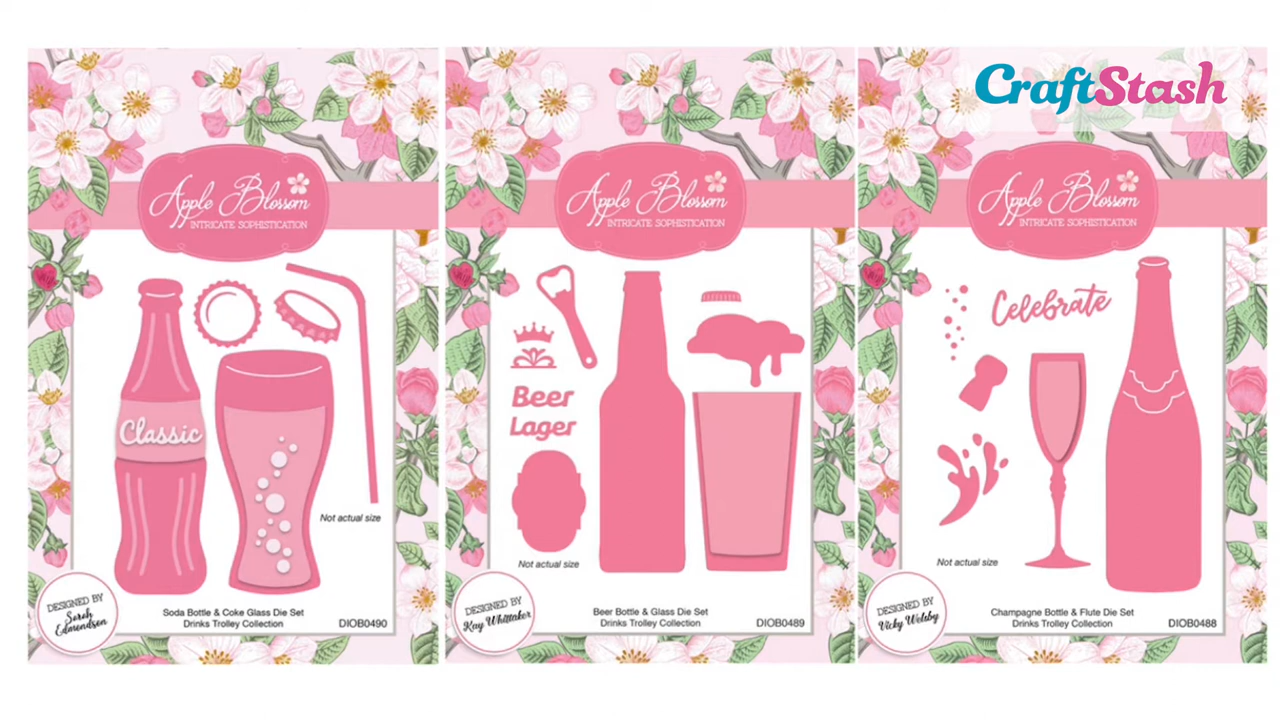 CraftStash
Apple Blossom
INTRICATE SOPHISTICATION
Classic
Not actual size
DESIGNED BY
Sarah
Edmondson
Soda Bottle & Coke Glass Die Set
Drinks Trolley Collection
DIOB0490
Apple Blossom
INTRICATE SOPHISTICATION
Beer
Lager
Not actual size
DESIGNED BY
Kay Whittaker
Beer Bottle & Glass Die Set
Drinks Trolley Collection
DIOB0489
Apple Blossom
INTRICATE SOPHISTICATION
Celebrate
Not actual size
DESIGNED BY
Vicky Welsby
Champagne Bottle & Flute Die Set
Drinks Trolley Collection
DIOB0488